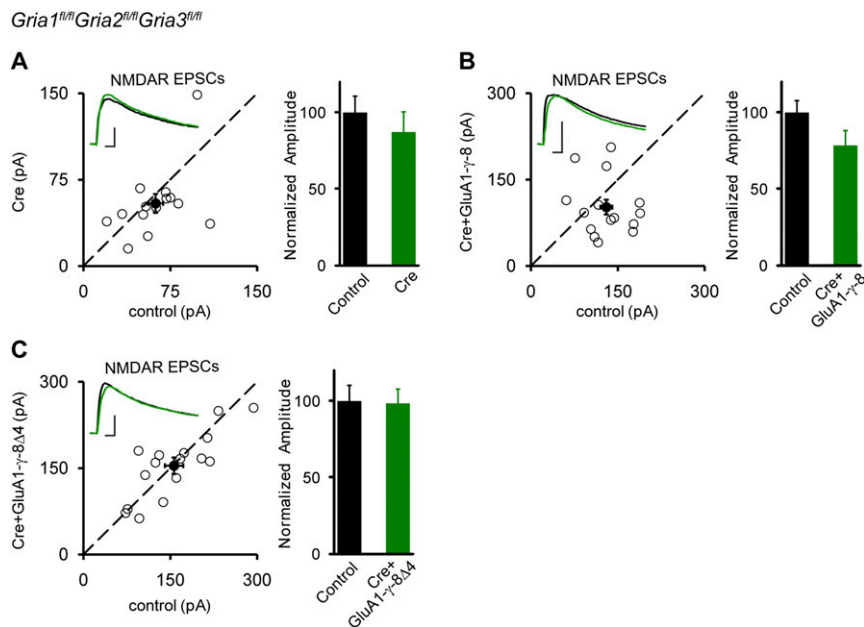 Gria1fl/flGria2fl/flGria3fl/fl
A
NMDAR EPSCs
150
75
0
Cre
(pA)
0
75
150
control (pA)
Normalized Amplitude
100
50
0
Control
Cre
B
NMDAR EPSCs
300
150
0
Cre+GluA1-γ-8 (pA)
0
150
300
control (pA)
Normalized Amplitude
100
50
0
Control
Cre+
GluA1-γ-8
C
NMDAR EPSCs
300
150
0
Cre+GluA1-γ-8Δ4 (pA)
0
150
300
control (pA)
Normalized Amplitude
100
50
0
Control
Cre+
GluA1-γ-8Δ4